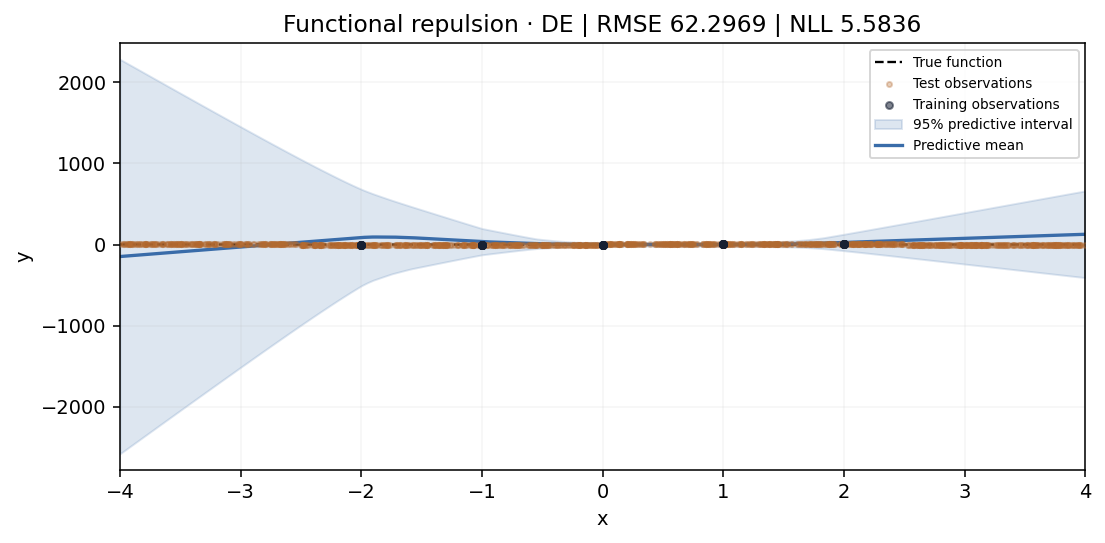 Functional repulsion · DE | RMSE 62.2969 | NLL 5.5836
True function
Test observations
Training observations
95% predictive interval
Predictive mean
2000
1000
0
−1000
−2000
y
−4
−3
−2
−1
0
1
2
3
4
x